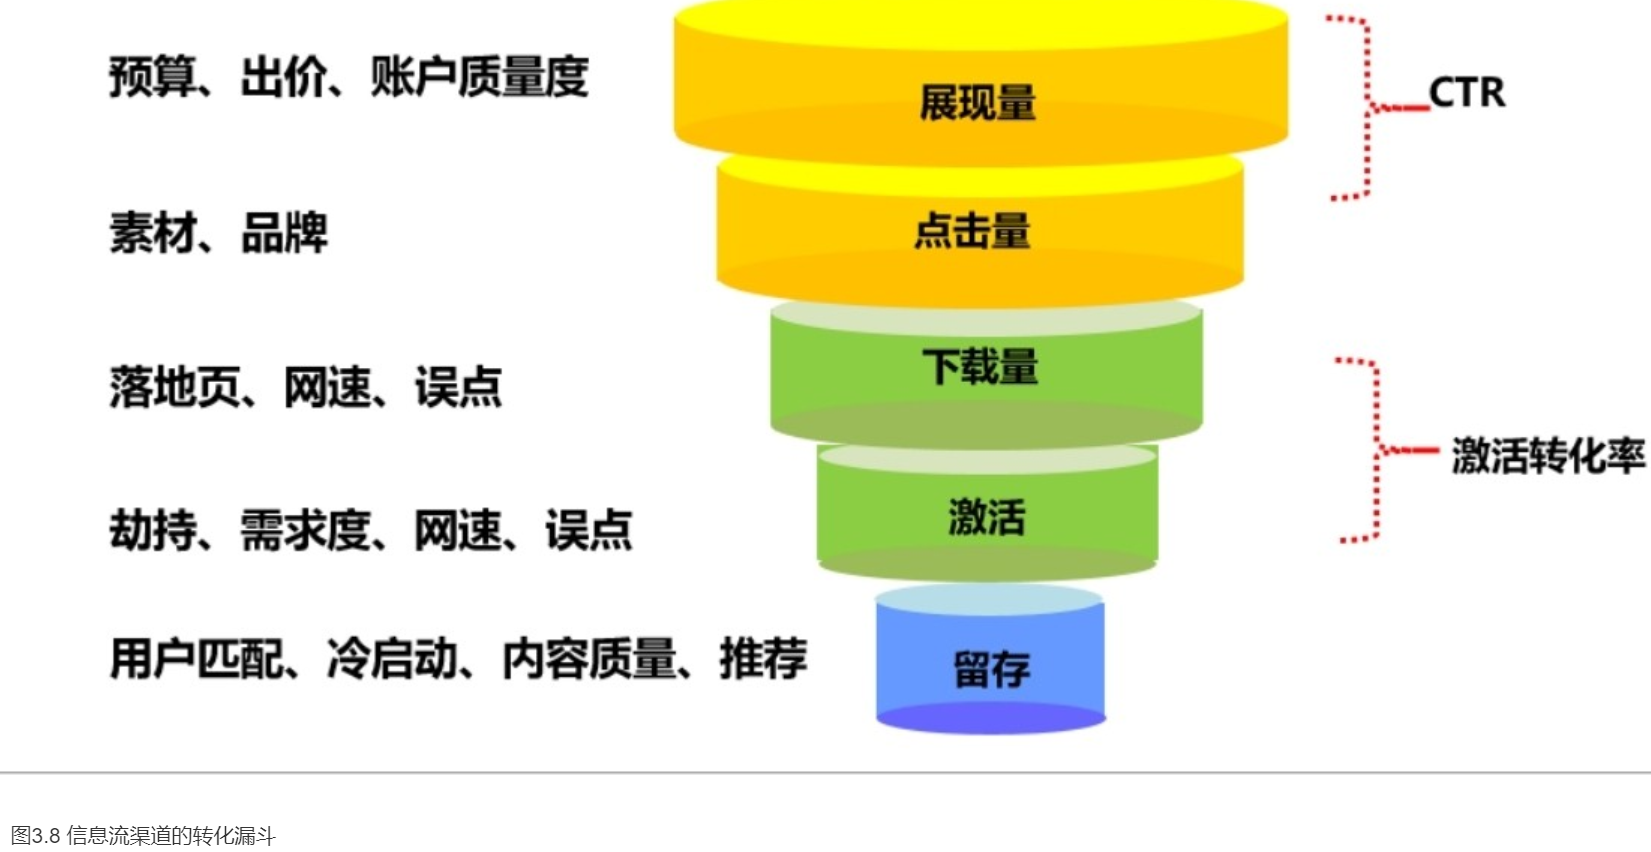 预算、出价、账户质量度
展现量
CTR
素材、品牌
点击量
落地页、网速、误点
下载量
激活转化率
劫持、需求度、网速、误点
激活
用户匹配、冷启动、内容质量、推荐
留存
图3.8 信息流渠道的转化漏斗